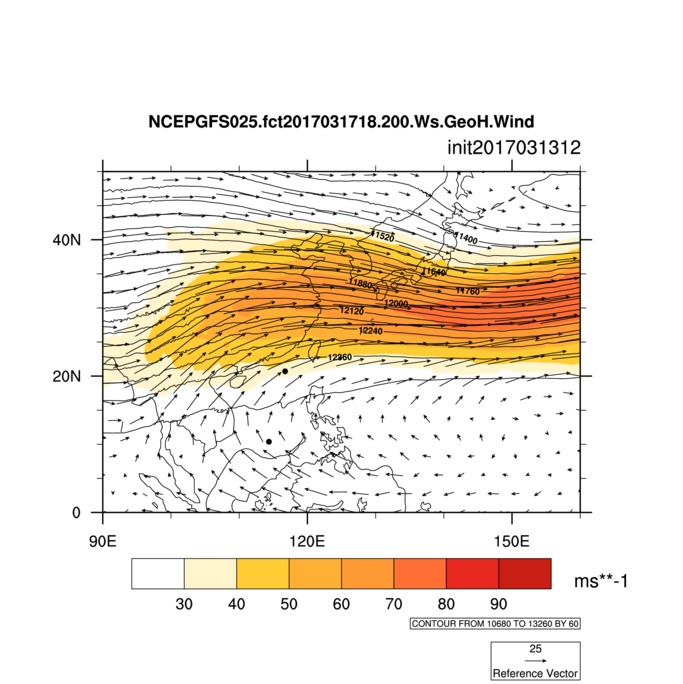 NCEPGFS025.fct2017031718.200.Ws.GeoH.Wind
init2017031312
40N
20N
0
11520
11400
11640
11880
11760
12000
12120
12240
12360
90E
120E
150E
30 40 50 60 70 80 90
ms**-1
CONTOUR FROM 10680 TO 13260 BY 60
25
Reference Vector